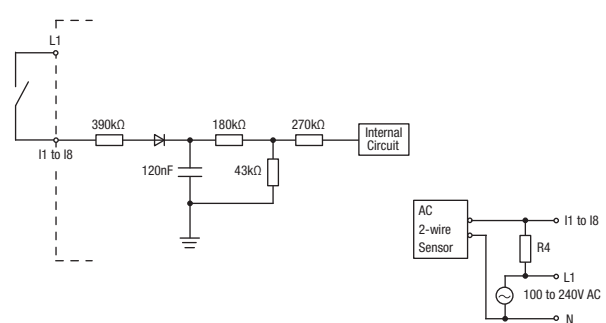 L1
390kΩ
180kΩ
270kΩ
Internal
Circuit
I1 to I8
120nF
43kΩ
AC
2-wire
Sensor
I1 to I8
R4
L1
100 to 240V AC
N